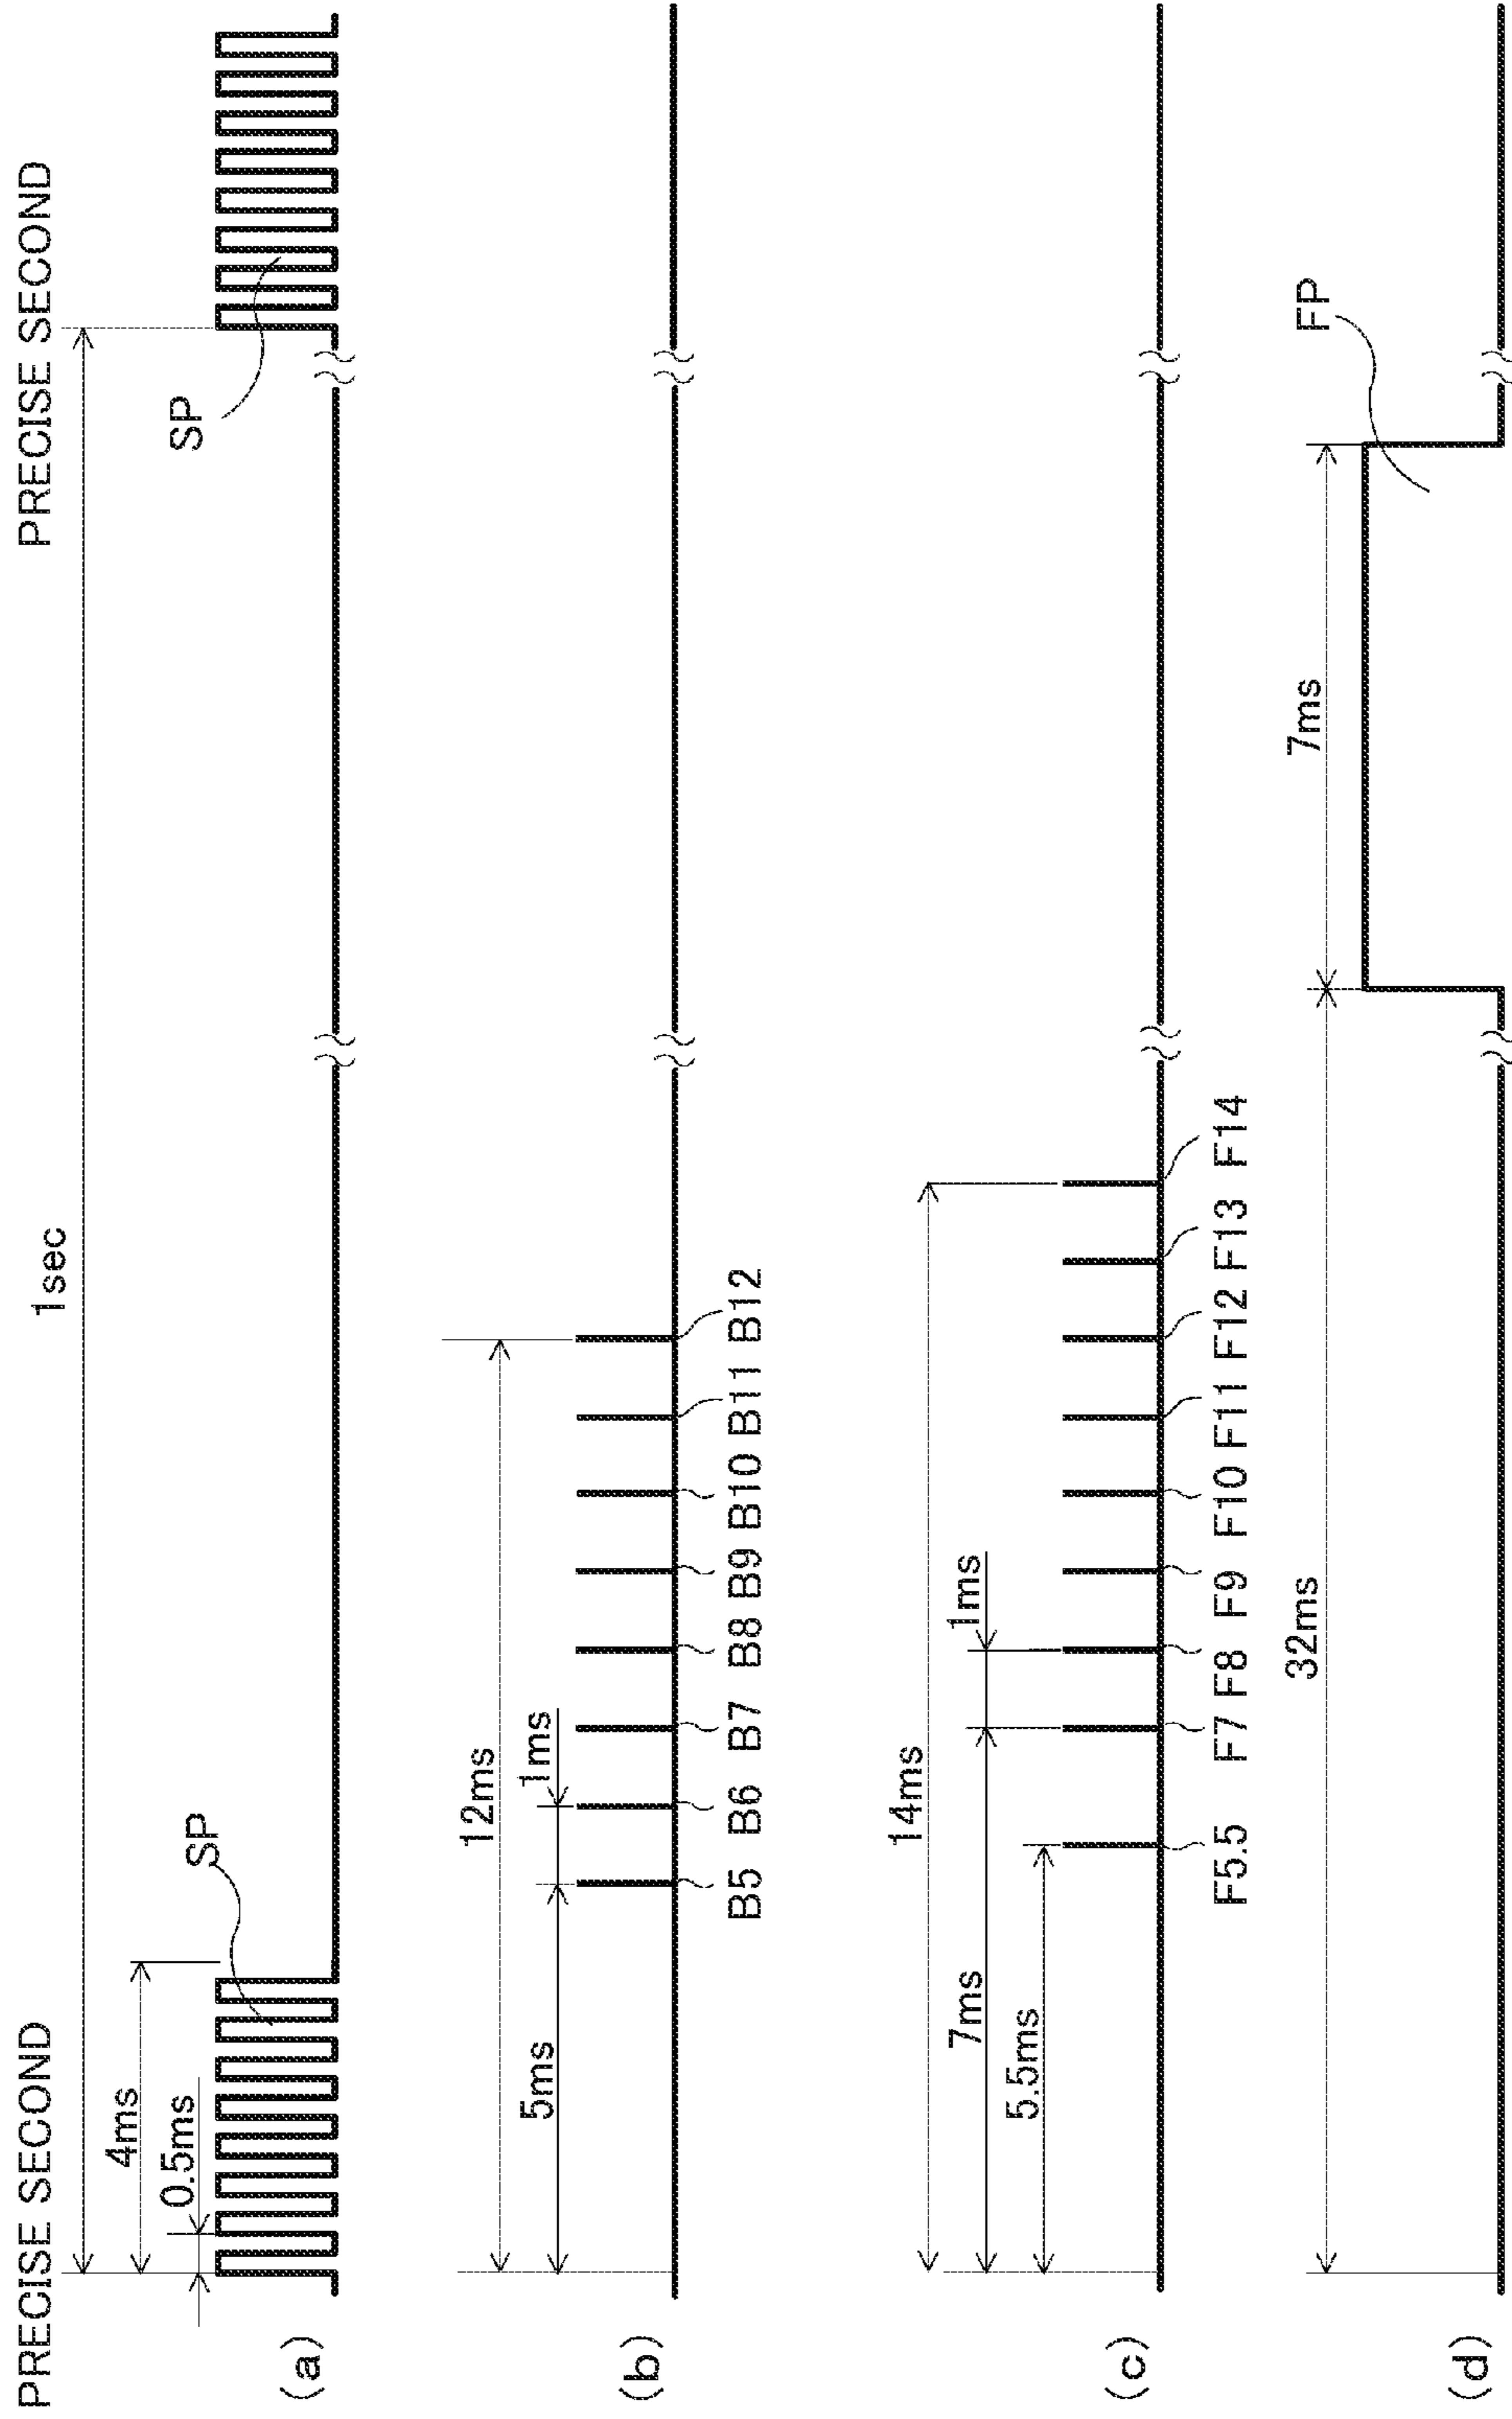 PRECISE SECOND
PRECISE SECOND
1sec
4ms
0.5ms
SP
SP
(a)
12ms
5ms
1ms
(b)
B5 B6 B7 B8 B9 B10 B11 B12
14ms
7ms
1ms
5.5ms
(c)
F5.5 F7 F8 F9 F10 F11 F12 F13 F14
32ms
7ms
FP
(d)